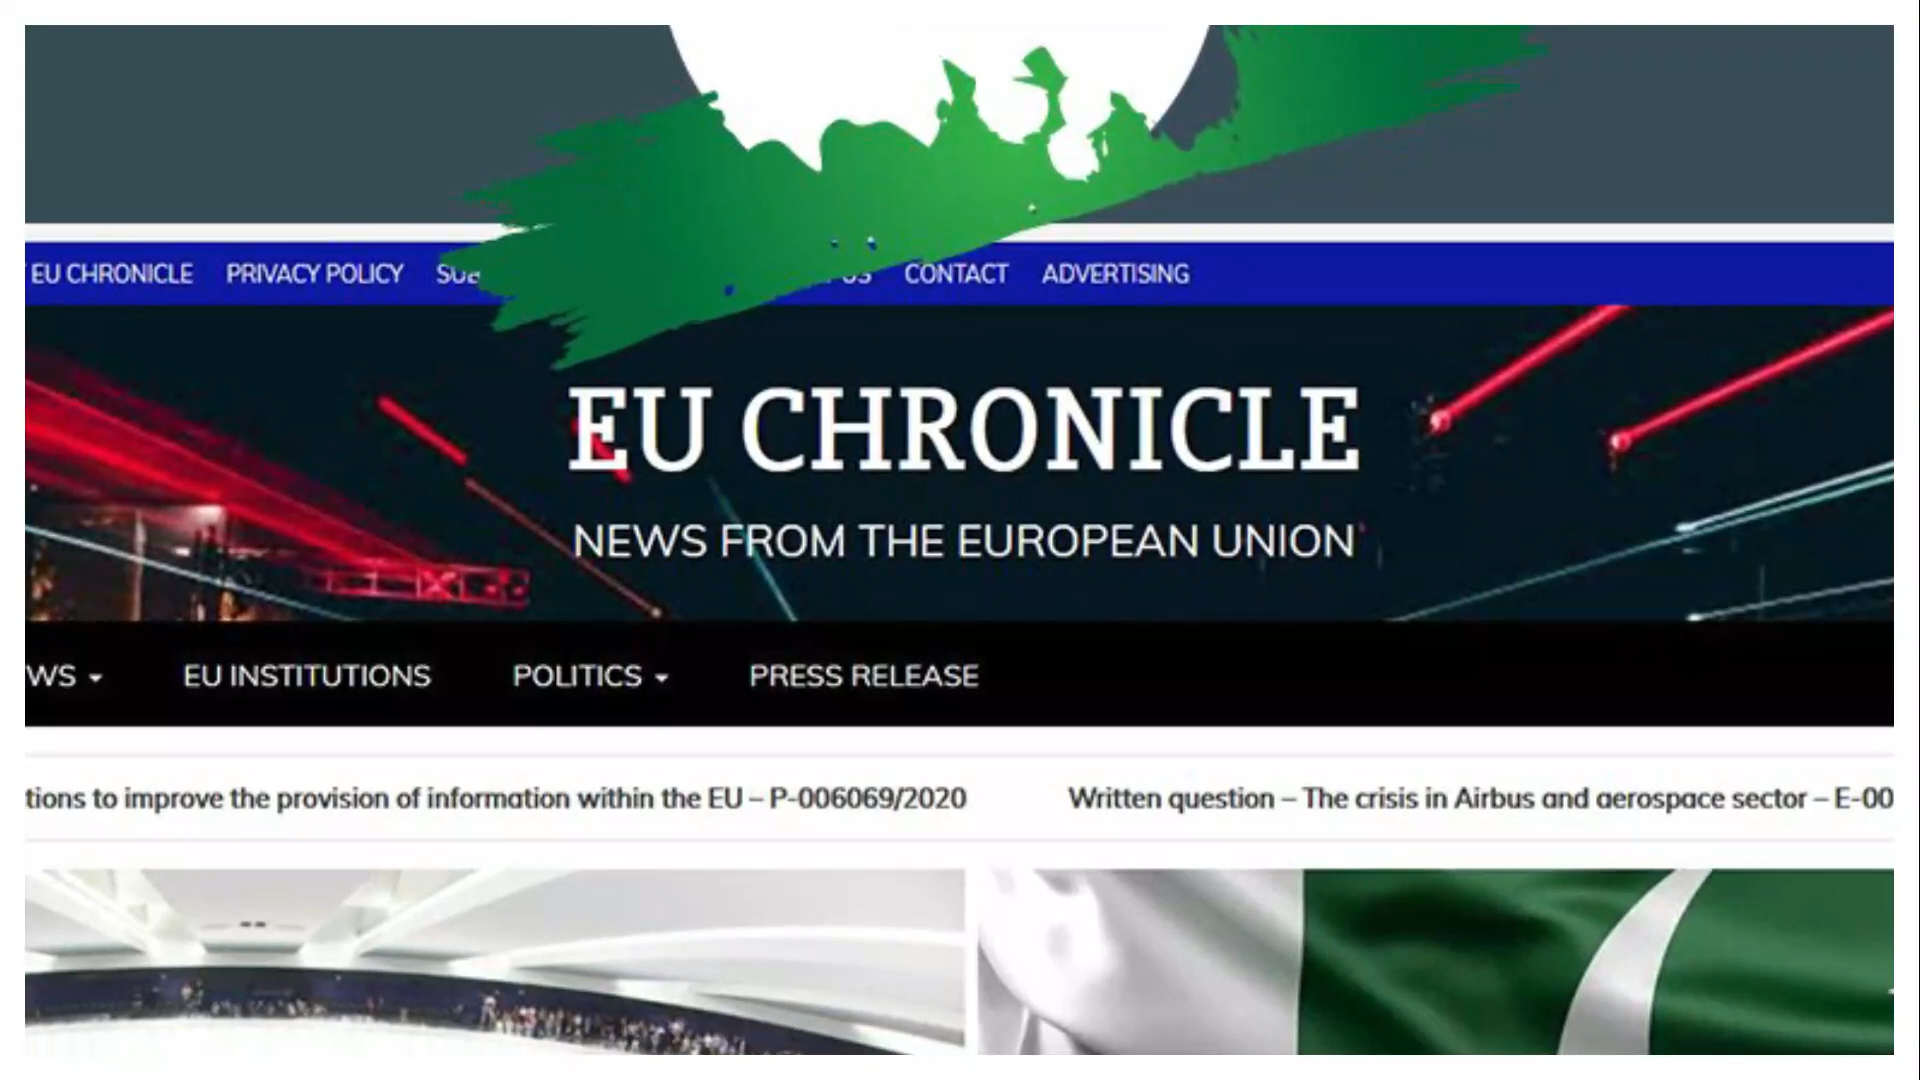 EU CHRONICLE PRIVACY POLICY CONTACT ADVERTISING
EU CHRONICLE
NEWS FROM THE EUROPEAN UNION
WS EU INSTITUTIONS POLITICS PRESS RELEASE
tions to improve the provision of information within the EU – P-006069/2020 Written question – The crisis in Airbus and aerospace sector – E-00